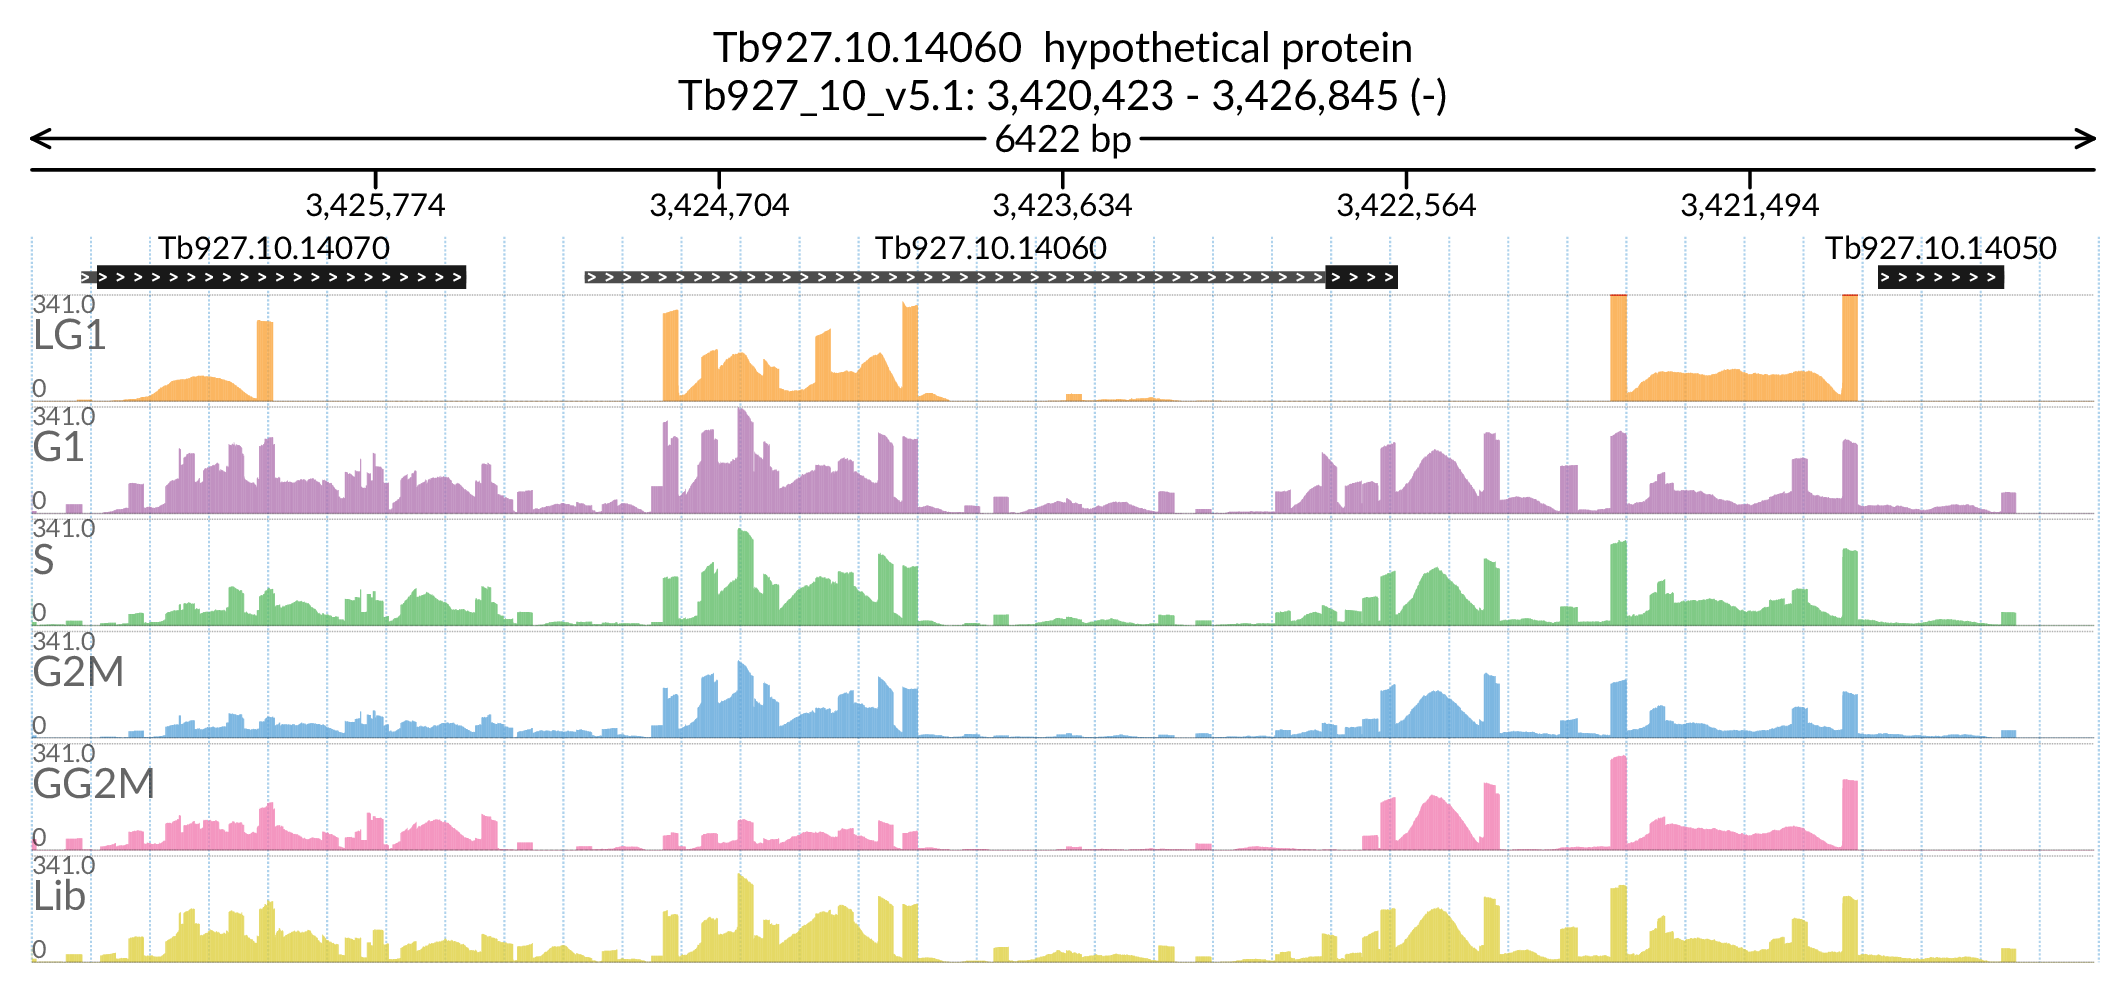 Tb927.10.14060 hypothetical protein
Tb927_10_v5.1: 3,420,423 - 3,426,845 (-)
6422 bp
3,425,774 3,424,704 3,423,634 3,422,564 3,421,494
Tb927.10.14070 Tb927.10.14060 Tb927.10.14050
341.0
LG1
0
341.0
G1
0
341.0
S
0
341.0
G2M
0
341.0
GG2M
0
341.0
Lib
0